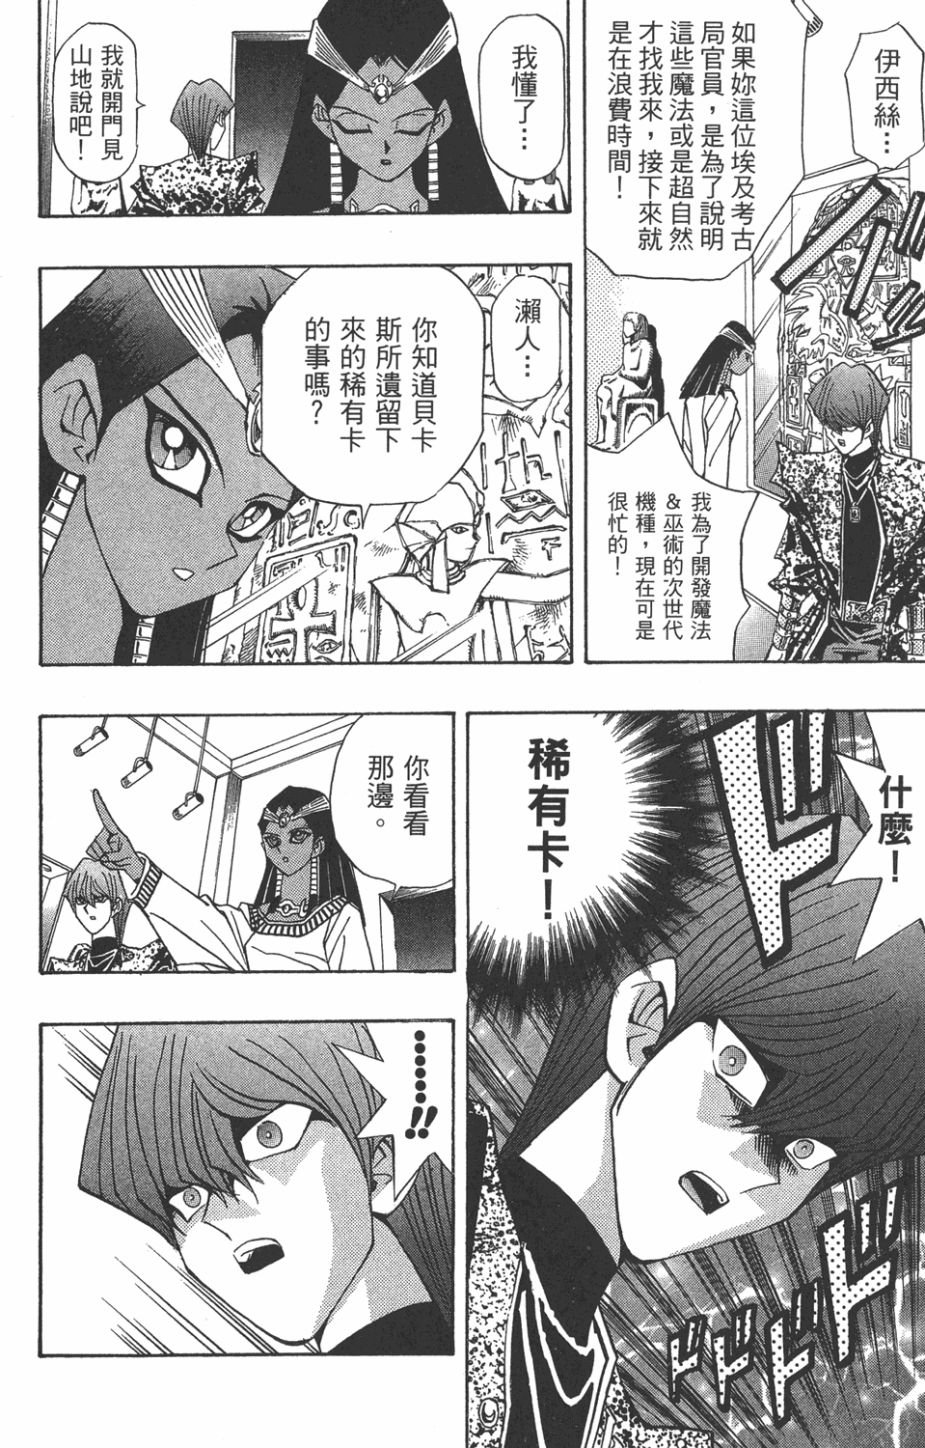 伊西絲…
如果妳這位埃及考古
局官員，是為了說明
這些魔法或是超自然
才找我來，接下來就
是在浪費時間！
我為了開發魔法
&巫術的次世代
機種，現在可是
很忙的！
我懂了…
我就開門見
山地說吧！
瀨人…
你知道貝卡
斯所遺留下
來的稀有卡
的事嗎？
什麼！
稀有卡！
ド
ドドドド
你看看
那邊。
……!!